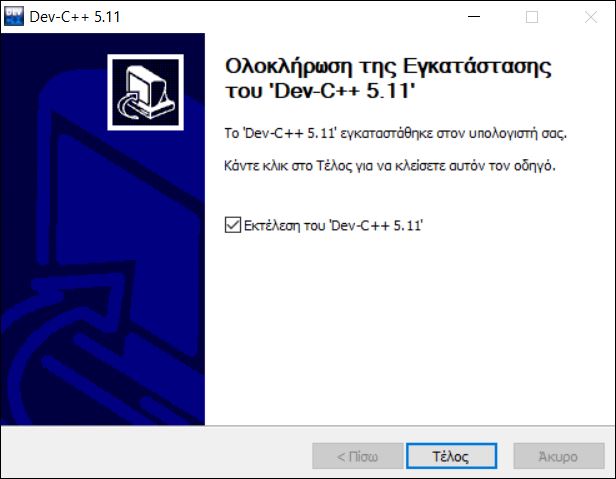 Dev-C++ 5.11
Ολοκλήρωση της Εγκατάστασης
του 'Dev-C++ 5.11'
Το 'Dev-C++ 5.11' εγκαταστάθηκε στον υπολογιστή σας.
Κάντε κλικ στο Τέλος για να κλείσετε αυτόν τον οδηγό.
Εκτέλεση του 'Dev-C++ 5.11'
< Πίσω Τέλος Άκυρο